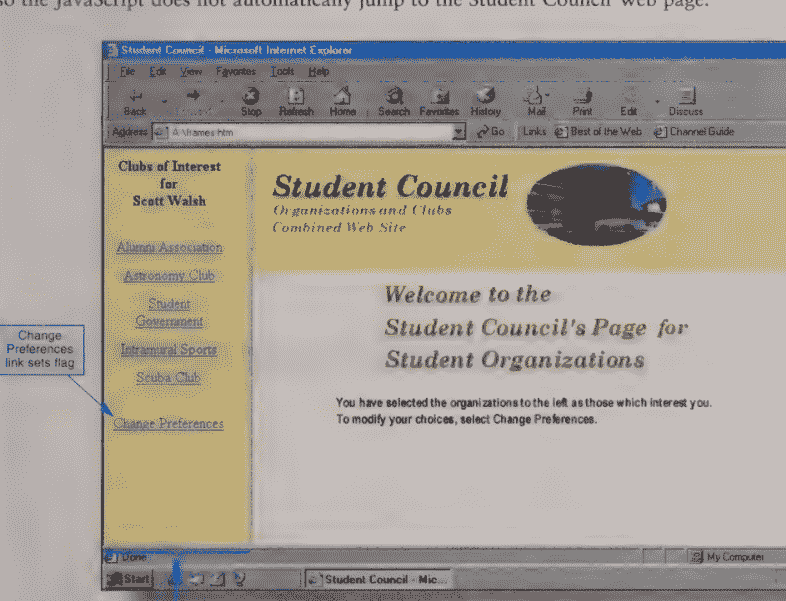 so the JavaScript does not automatically jump to the Student Council Web page.
Student Council - Microsoft Internet Explorer
File Edit View Favorites Tools Help
Back Stop Refresh Home Search Favorites History Mail Print Edit Discuss
Address A:\frames.htm Go Links Best of the Web Channel Guide
Clubs of Interest
for
Scott Walsh
Alumni Association
Astronomy Club
Student
Government
Intramural Sports
Scuba Club
Change Preferences
Student Council
Organizations and Clubs
Combined Web Site
Welcome to the
Student Council's Page for
Student Organizations
You have selected the organizations to the left as those which interest you.
To modify your choices, select Change Preferences.
Change
Preferences
link sets flag
Done My Computer
Start Student Council - Mic...